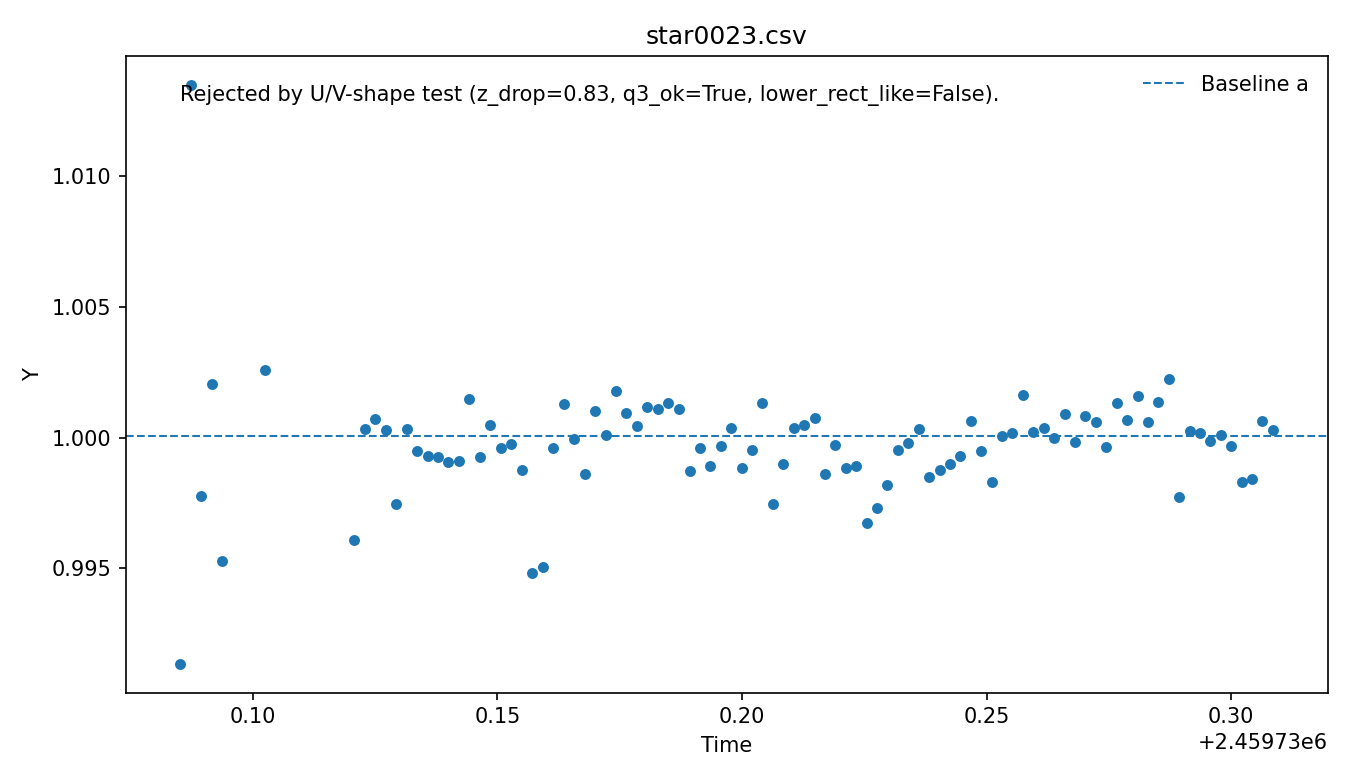 star0023.csv
Rejected by U/V-shape test (z_drop=0.83, q3_ok=True, lower_rect_like=False).
Baseline a
1.010
1.005
1.000
0.995
Y
0.10 0.15 0.20 0.25 0.30
Time
+2.45973e6